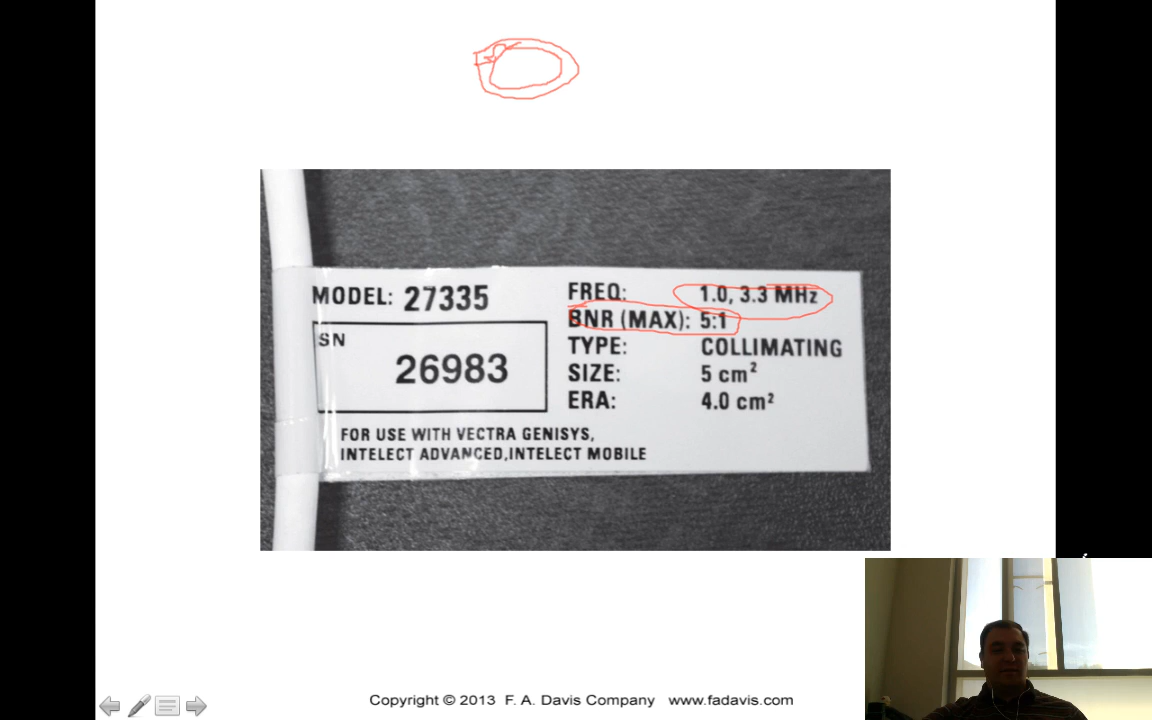 MODEL: 27335
SN
26983
FREQ: 1.0, 3.3 MHz
BNR (MAX): 5:1
TYPE: COLLIMATING
SIZE: 5 cm²
ERA: 4.0 cm²
FOR USE WITH VECTRA GENISYS,
INTELECT ADVANCED,INTELECT MOBILE
Copyright © 2013 F. A. Davis Company www.fadavis.com